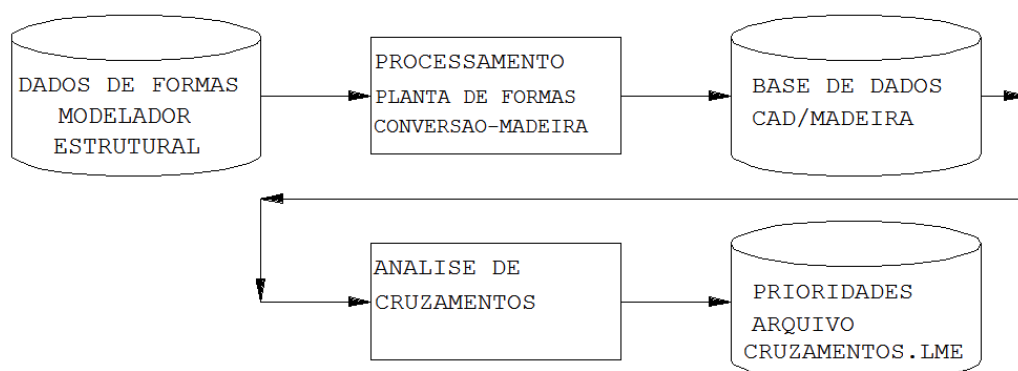 DADOS DE FORMAS
MODELADOR
ESTRUTURAL
PROCESSAMENTO
PLANTA DE FORMAS
CONVERSAO-MADEIRA
BASE DE DADOS
CAD/MADEIRA
ANALISE DE
CRUZAMENTOS
PRIORIDADES
ARQUIVO
CRUZAMENTOS.LME